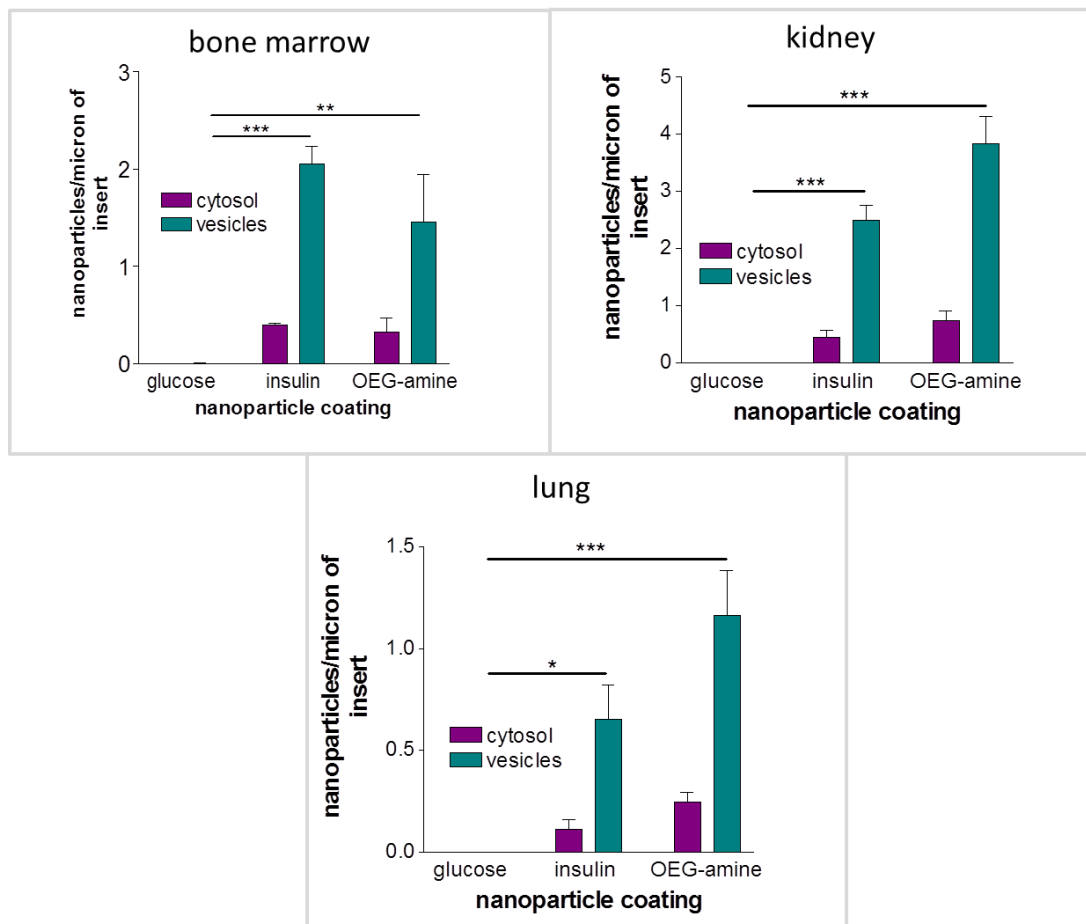 bone marrow
nanoparticles/micron of
insert
3
2
1
0
**
***
cytosol
vesicles
glucose insulin OEG-amine
nanoparticle coating
kidney
nanoparticles/micron of
insert
5
4
3
2
1
0
***
***
cytosol
vesicles
glucose insulin OEG-amine
nanoparticle coating
lung
nanoparticles/micron of
insert
1.5
1.0
0.5
0.0
***
*
cytosol
vesicles
glucose insulin OEG-amine
nanoparticle coating